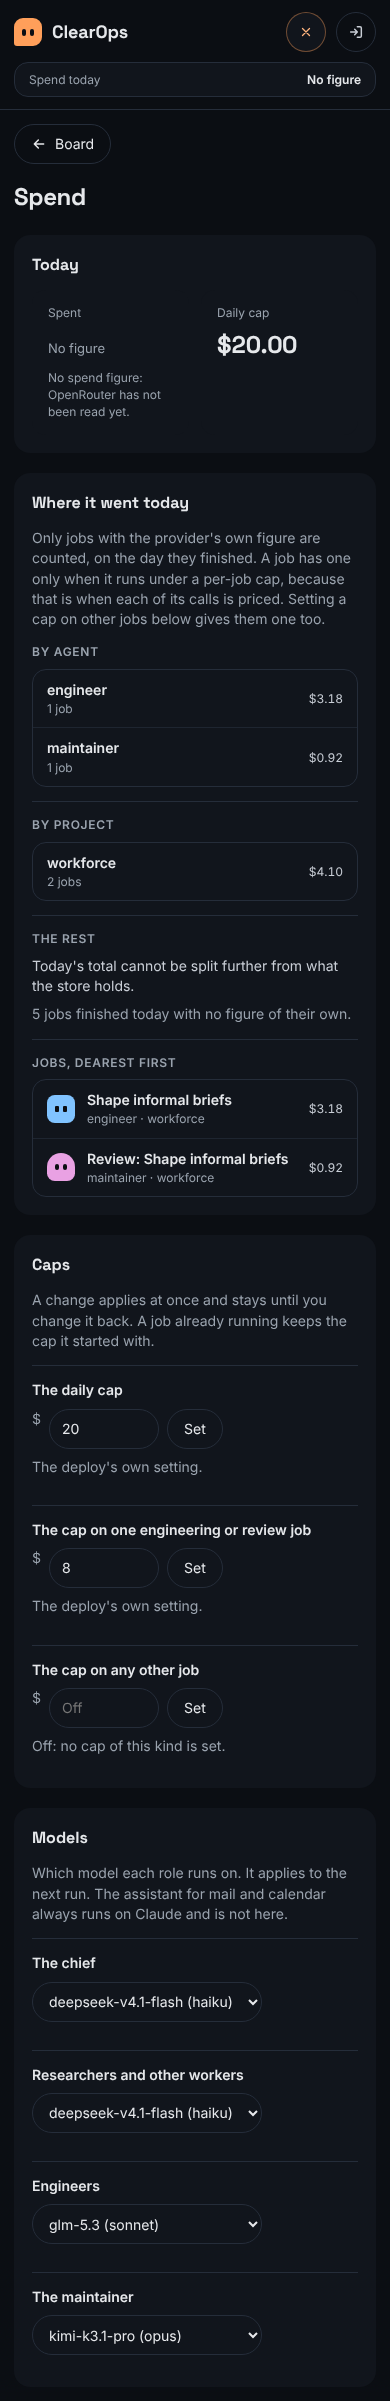 ClearOps
Spend today
No figure
Board
Spend
Today
Spent
Daily cap
No figure
$20.00
No spend figure:
OpenRouter has not
been read yet.
Where it went today
Only jobs with the provider's own figure are
counted, on the day they finished. A job has one
only when it runs under a per-job cap, because
that is when each of its calls is priced. Setting a
cap on other jobs below gives them one too.
BY AGENT
engineer
1 job
$3.18
maintainer
1 job
$0.92
BY PROJECT
workforce
2 jobs
$4.10
THE REST
Today's total cannot be split further from what
the store holds.
5 jobs finished today with no figure of their own.
JOBS, DEAREST FIRST
Shape informal briefs
engineer · workforce
$3.18
Review: Shape informal briefs
maintainer · workforce
$0.92
Caps
A change applies at once and stays until you
change it back. A job already running keeps the
cap it started with.
The daily cap
$ 20 Set
The deploy's own setting.
The cap on one engineering or review job
$ 8 Set
The deploy's own setting.
The cap on any other job
$ Off Set
Off: no cap of this kind is set.
Models
Which model each role runs on. It applies to the
next run. The assistant for mail and calendar
always runs on Claude and is not here.
The chief
deepseek-v4.1-flash (haiku)
Researchers and other workers
deepseek-v4.1-flash (haiku)
Engineers
glm-5.3 (sonnet)
The maintainer
kimi-k3.1-pro (opus)